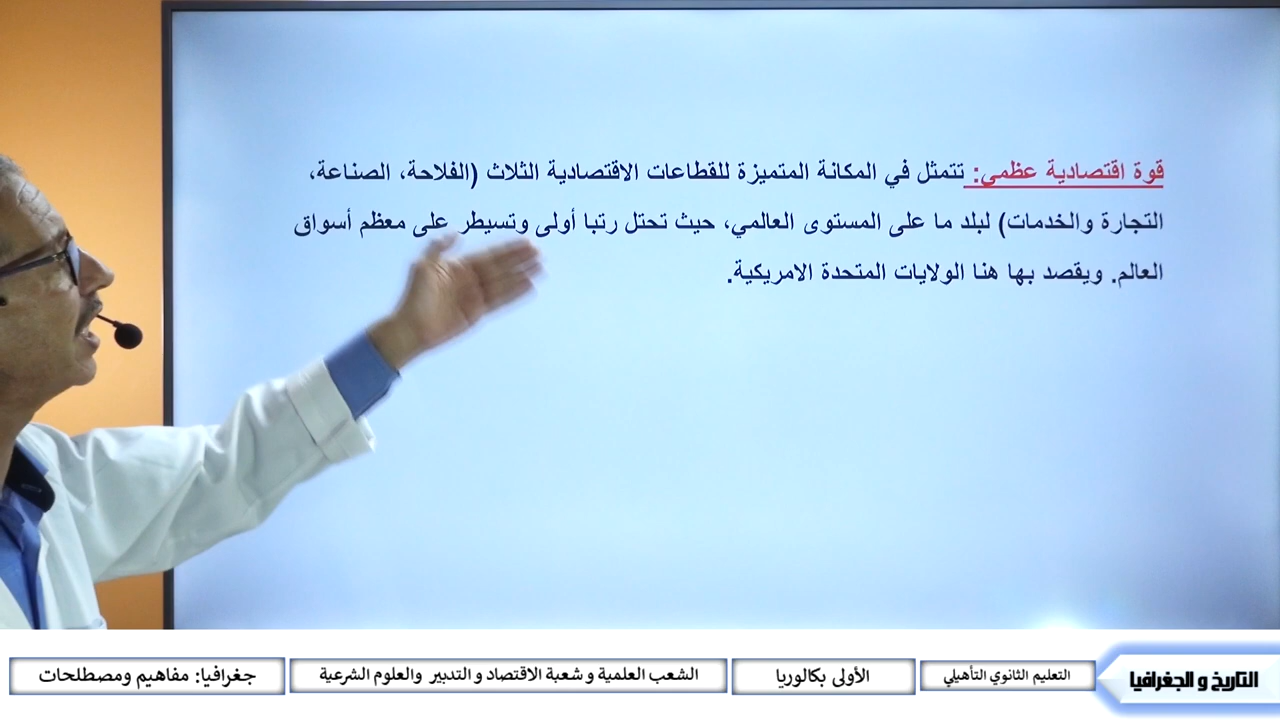 قوة اقتصادية عظمى: تتمثل في المكانة المتميزة للقطاعات الاقتصادية الثلاث (الفلاحة، الصناعة،
التجارة والخدمات) لبلد ما على المستوى العالمي، حيث تحتل رتبا أولى وتسيطر على معظم أسواق
العالم. ويقصد بها هنا الولايات المتحدة الامريكية.
التاريخ و الجغرافيا
التعليم الثانوي التأهيلي
الأولى بكالوريا
الشعب العلمية و شعبة الاقتصاد و التدبير والعلوم الشرعية
جغرافيا: مفاهيم ومصطلحات